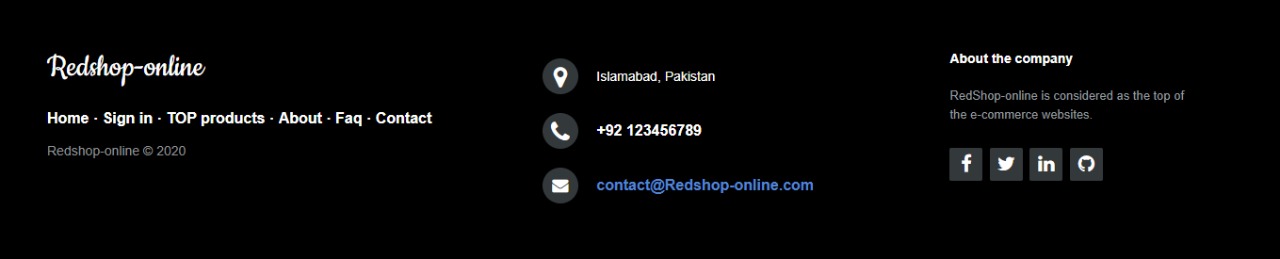 Redshop-online
Home · Sign in · TOP products · About · Faq · Contact
Redshop-online © 2020
Islamabad, Pakistan
+92 123456789
contact@Redshop-online.com
About the company
RedShop-online is considered as the top of
the e-commerce websites.